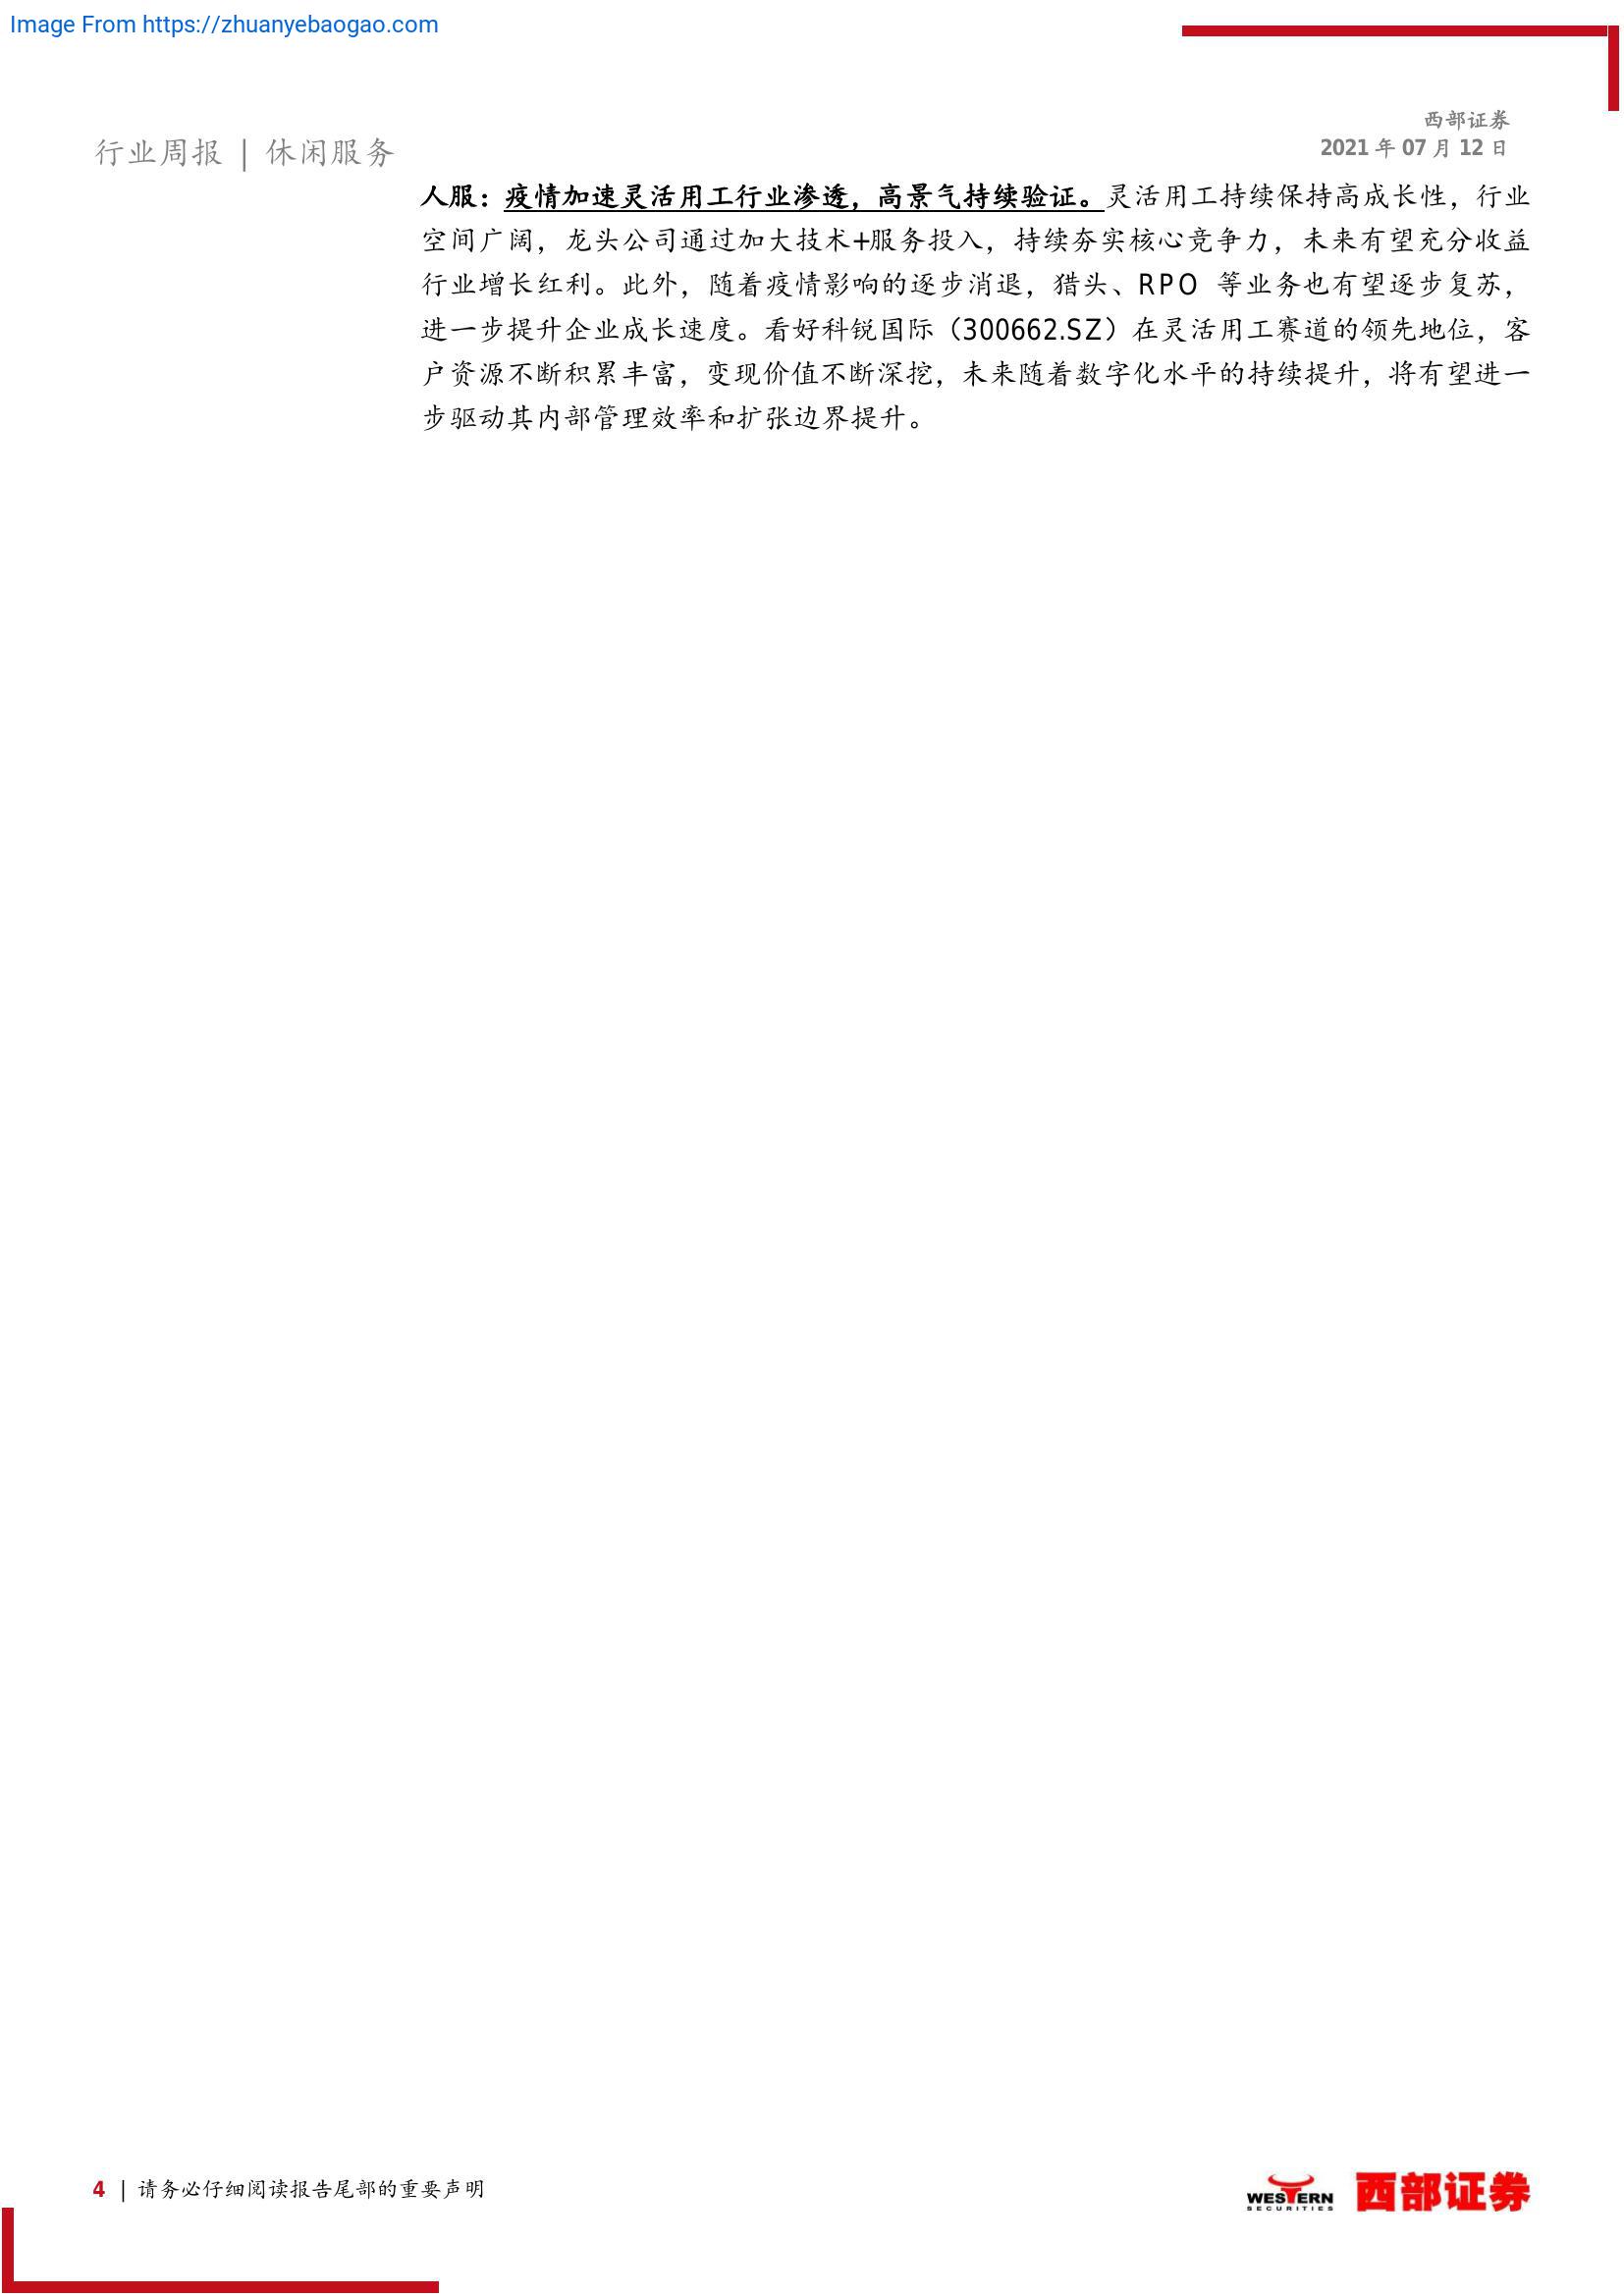 Image From https://zhuanyebaogao.com
西部证券
行业周报 | 休闲服务
2021 年 07 月 12 日
人服：疫情加速灵活用工行业渗透，高景气持续验证。灵活用工持续保持高成长性，行业
空间广阔，龙头公司通过加大技术+服务投入，持续夯实核心竞争力，未来有望充分收益
行业增长红利。此外，随着疫情影响的逐步消退，猎头、RPO 等业务也有望逐步复苏，
进一步提升企业成长速度。看好科锐国际（300662.SZ）在灵活用工赛道的领先地位，客
户资源不断积累丰富，变现价值不断深挖，未来随着数字化水平的持续提升，将有望进一
步驱动其内部管理效率和扩张边界提升。
4 | 请务必仔细阅读报告尾部的重要声明
WESTERN
SECURITIES
西部证券